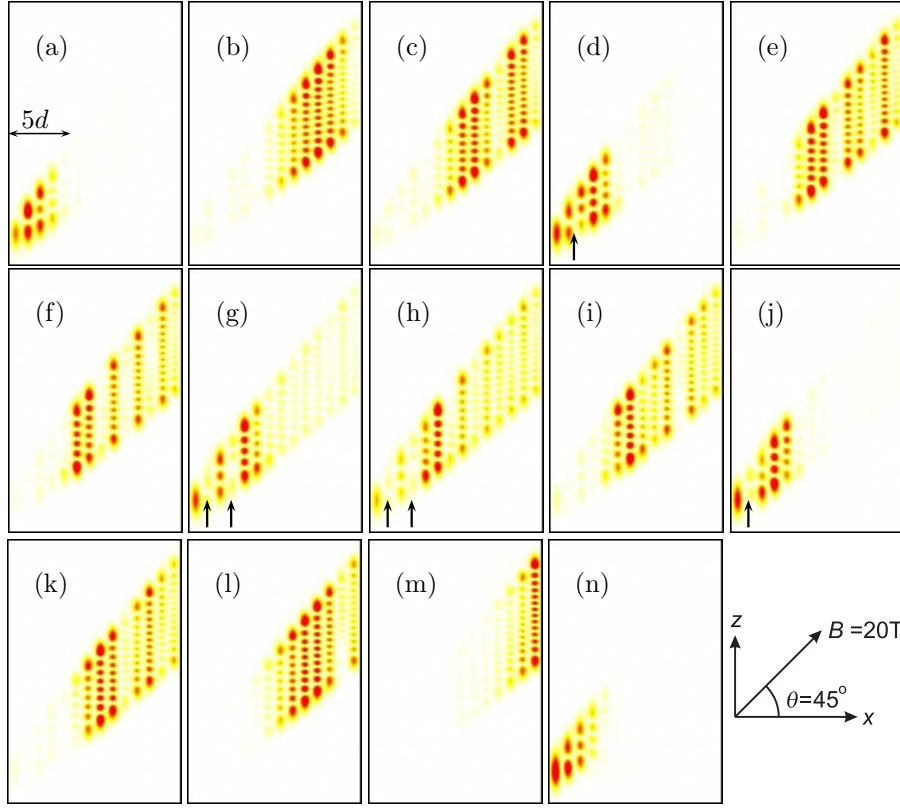 (a) (b) (c) (d) (e)
5d
(f) (g) (h) (i) (j)
(k) (l) (m) (n)
z
B =20T
θ=45°
x